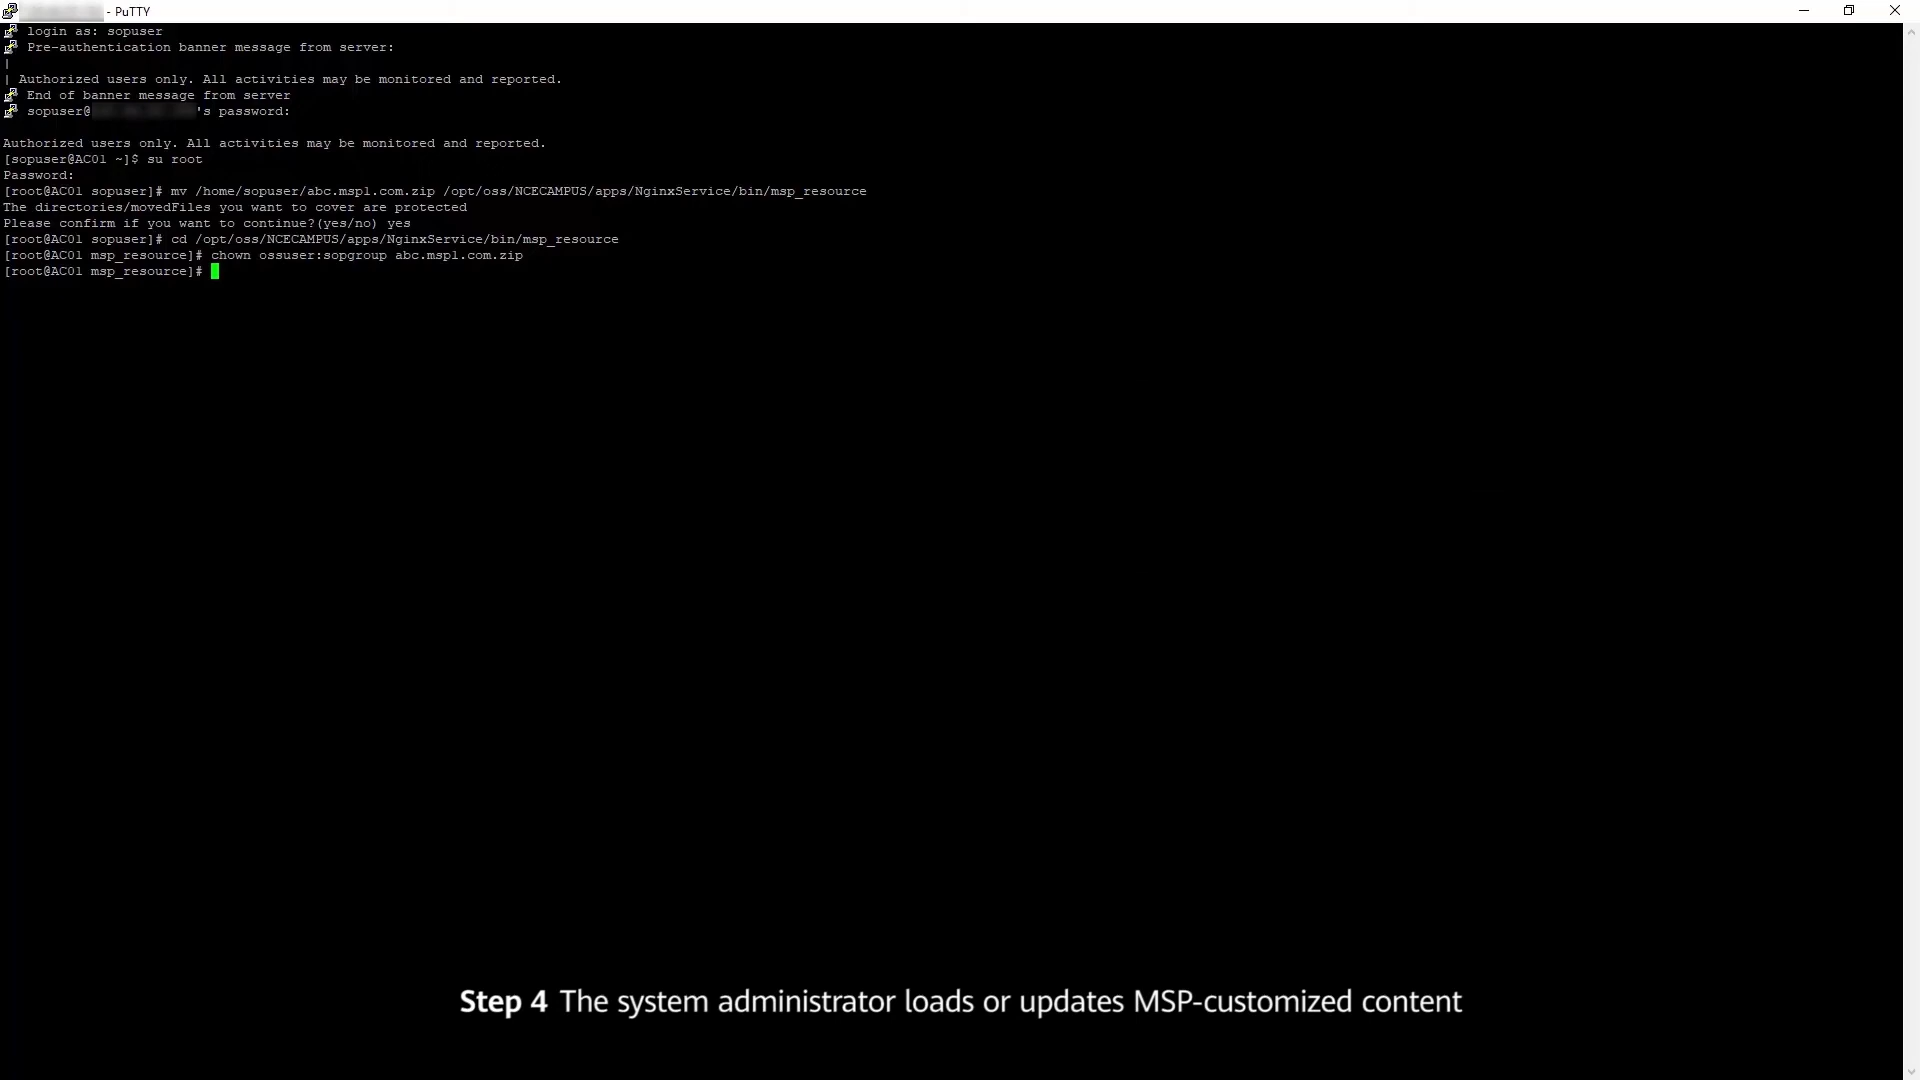 - PuTTY
login as: sopuser
Pre-authentication banner message from server:
|
| Authorized users only. All activities may be monitored and reported.
End of banner message from server
sopuser@ 's password:
Authorized users only. All activities may be monitored and reported.
[sopuser@AC01 ~]$ su root
Password:
[root@AC01 sopuser]# mv /home/sopuser/abc.msp1.com.zip /opt/oss/NCECAMPUS/apps/NginxService/bin/msp_resource
The directories/movedFiles you want to cover are protected
Please confirm if you want to continue?(yes/no) yes
[root@AC01 sopuser]# cd /opt/oss/NCECAMPUS/apps/NginxService/bin/msp_resource
[root@AC01 msp_resource]# chown ossuser:sopgroup abc.msp1.com.zip
[root@AC01 msp_resource]#
Step 4 The system administrator loads or updates MSP-customized content